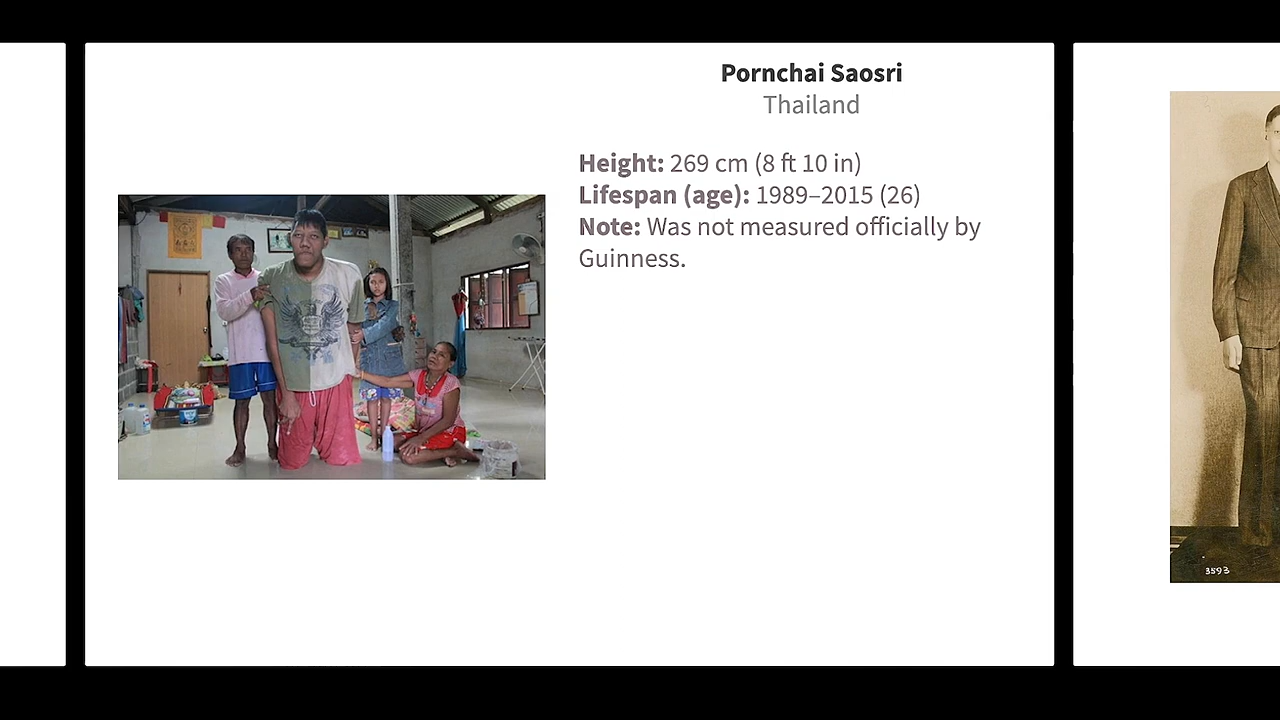 Pornchai Saosri
Thailand
Height: 269 cm (8 ft 10 in)
Lifespan (age): 1989–2015 (26)
Note: Was not measured officially by
Guinness.
3593